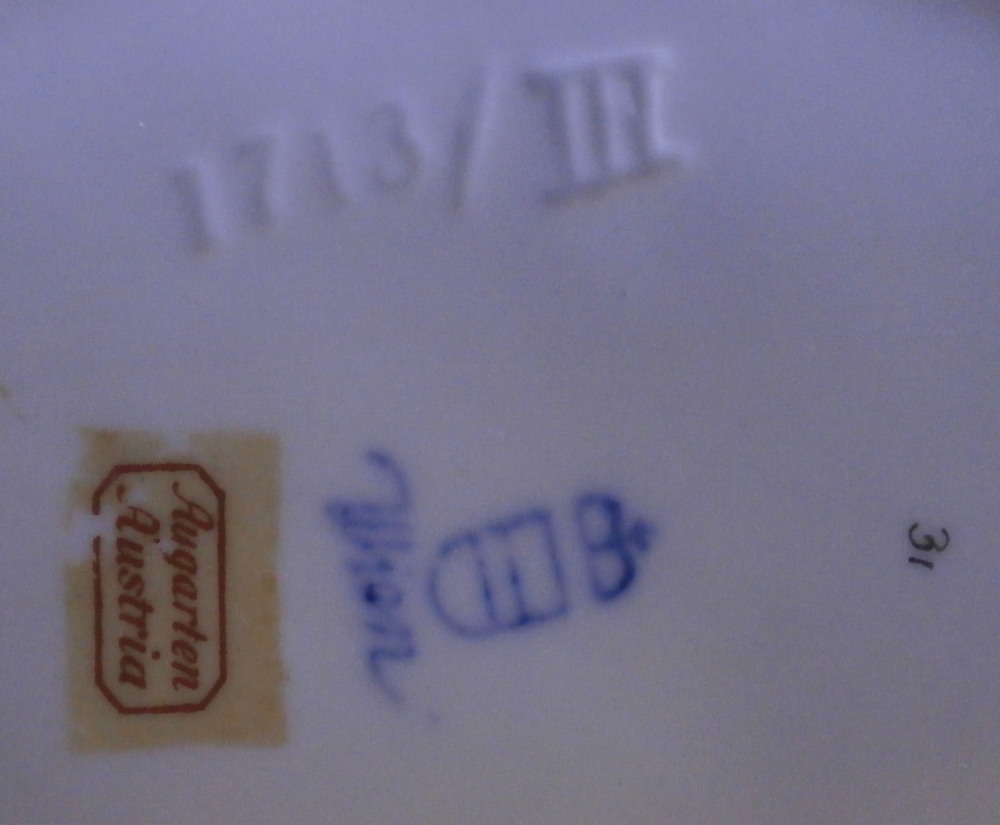 1713/III
Augarten
Austria
Wien
31